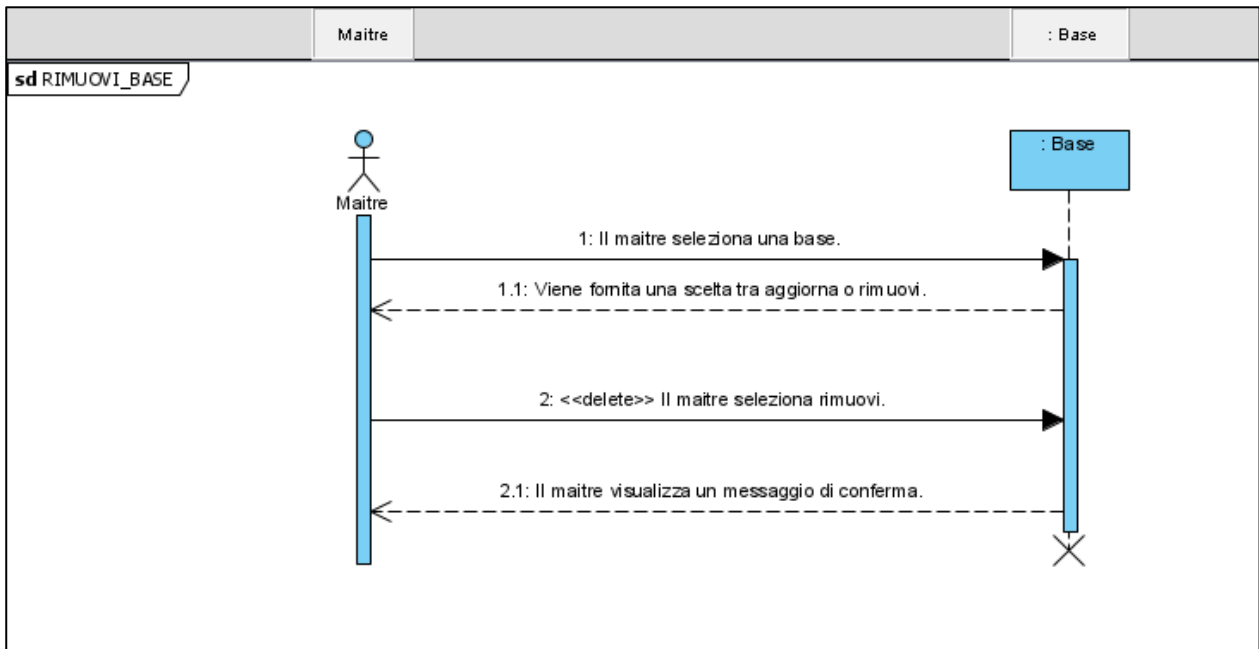 Maitre
: Base
sd RIMUOVI_BASE
: Base
Maitre
1: Il maitre seleziona una base.
1.1: Viene fornita una scelta tra aggiorna o rimuovi.
2: <<delete>> Il maitre seleziona rimuovi.
2.1: Il maitre visualizza un messaggio di conferma.